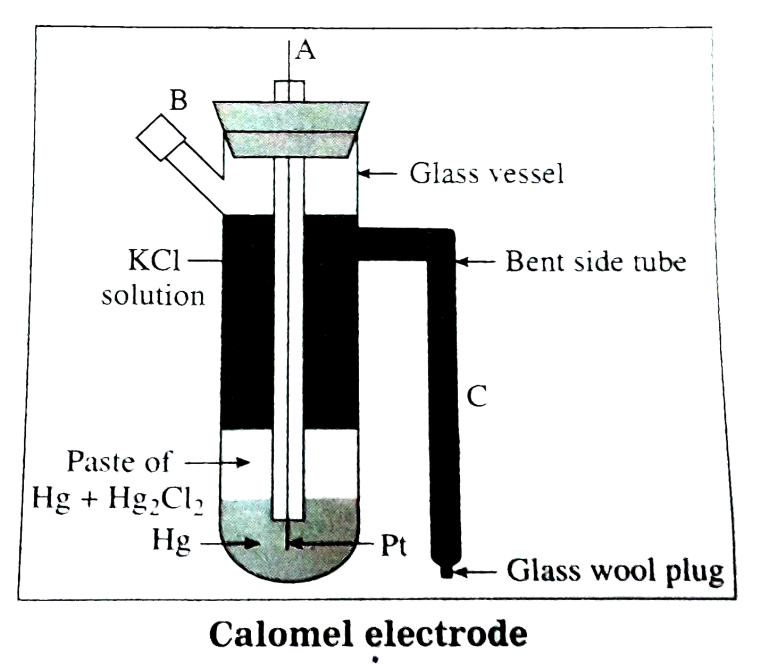 A
B
Glass vessel
KCl
solution
Bent side tube
C
Paste of
Hg + Hg₂Cl₂
Hg
Pt
Glass wool plug
Calomel electrode